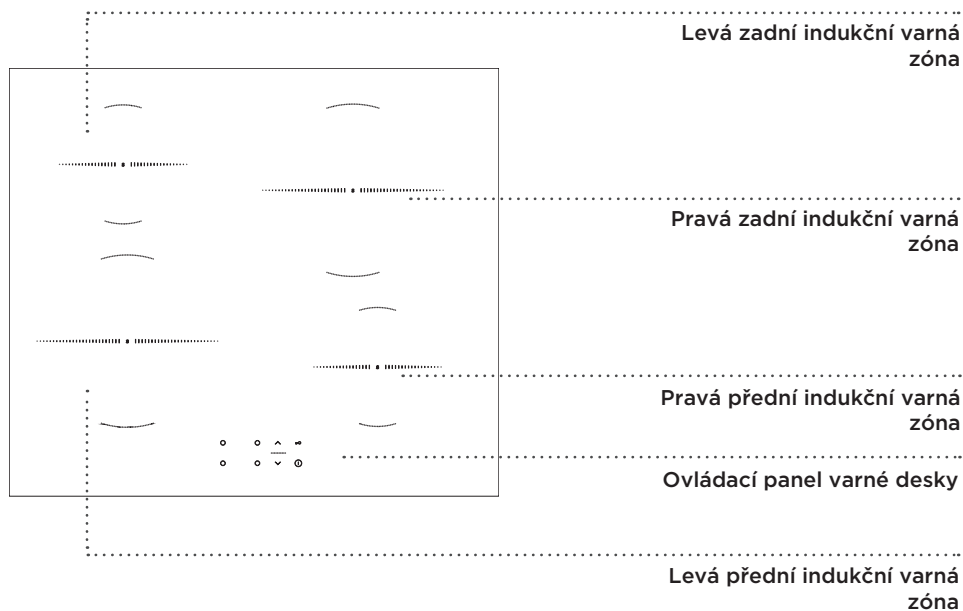 Levá zadní indukční varná
zóna
Pravá zadní indukční varná
zóna
Pravá přední indukční varná
zóna
Ovládací panel varné desky
Levá přední indukční varná
zóna